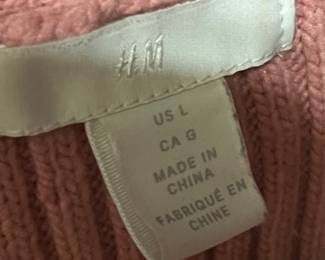 H&M
US L
CA G
MADE IN
CHINA
FABRIQUÉ EN
CHINE